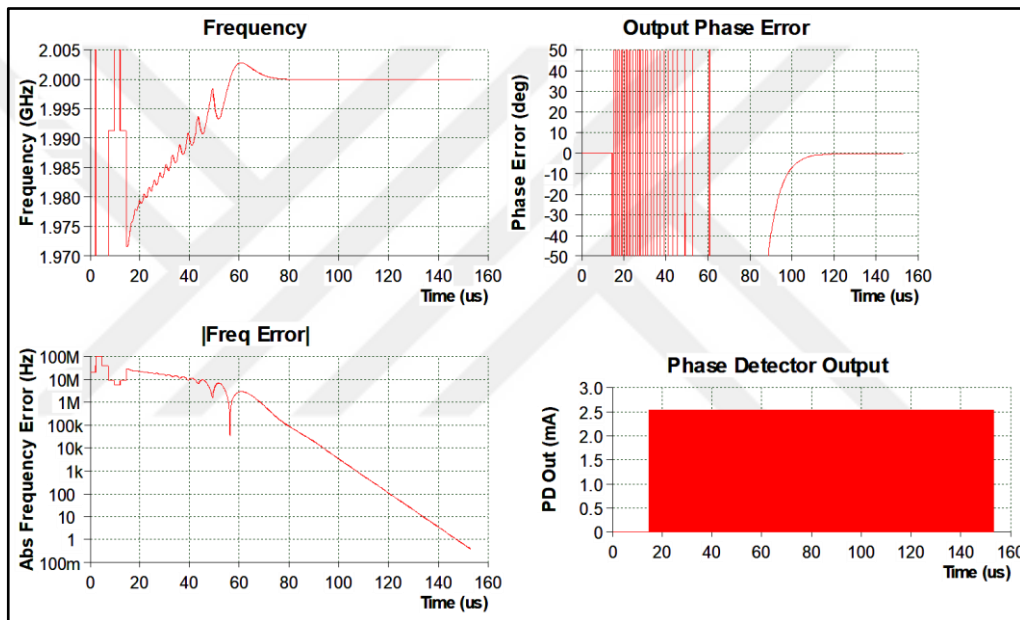 Frequency
Frequency (GHz)
2.005
2.000
1.995
1.990
1.985
1.980
1.975
1.970
0 20 40 60 80 100 120 140 160
Time (us)
Output Phase Error
Phase Error (deg)
50
40
30
20
10
0
-10
-20
-30
-40
-50
0 20 40 60 80 100 120 140 160
Time (us)
|Freq Error|
Abs Frequency Error (Hz)
100M
10M
1M
100k
10k
1k
100
10
1
100m
0 20 40 60 80 100 120 140 160
Time (us)
Phase Detector Output
PD Out (mA)
3.0
2.5
2.0
1.5
1.0
0.5
0
0 20 40 60 80 100 120 140 160
Time (us)